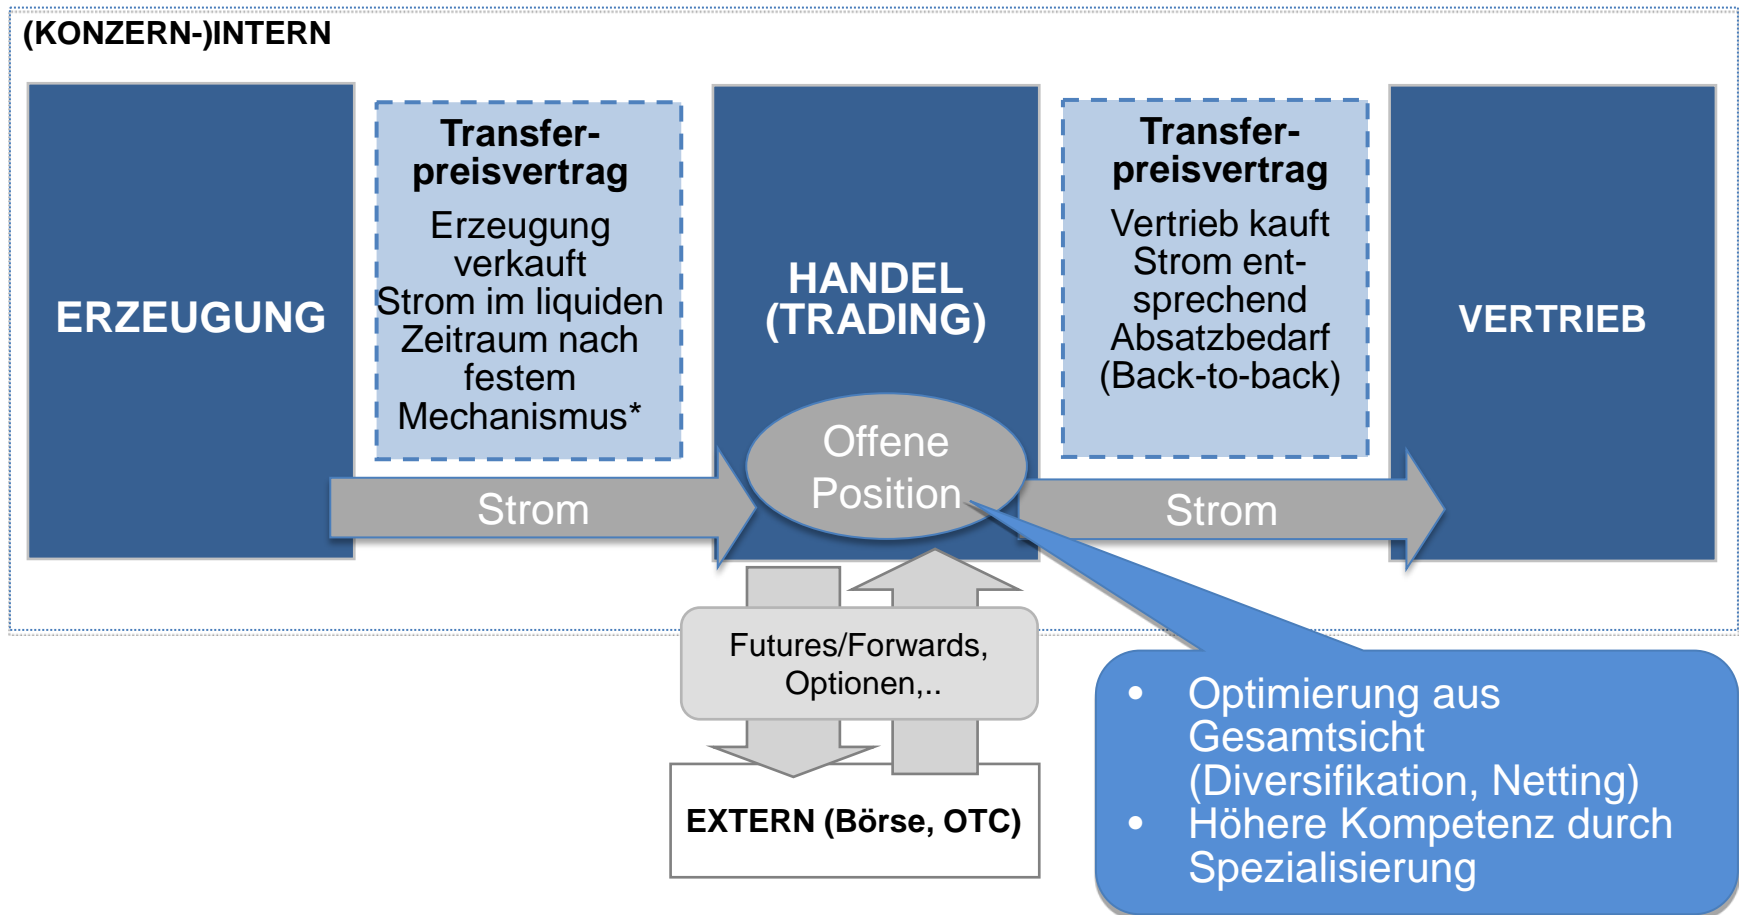 (KONZERN-)INTERN
ERZEUGUNG
Transfer-
preisvertrag
Erzeugung
verkauft
Strom im liquiden
Zeitraum nach
festem
Mechanismus*
Strom
HANDEL
(TRADING)
Offene
Position
Transfer-
preisvertrag
Vertrieb kauft
Strom ent-
sprechend
Absatzbedarf
(Back-to-back)
Strom
VERTRIEB
Futures/Forwards,
Optionen,..
EXTERN (Börse, OTC)
• Optimierung aus
Gesamtsicht
(Diversifikation, Netting)
• Höhere Kompetenz durch
Spezialisierung